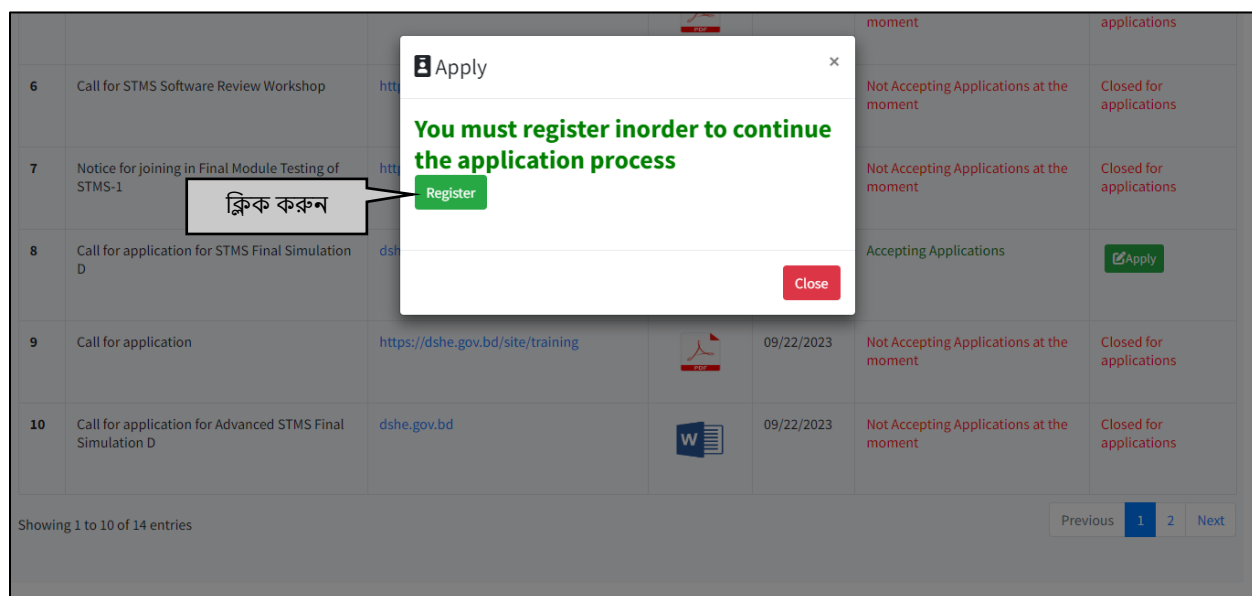 moment
applications
Apply
×
6
Call for STMS Software Review Workshop
Not Accepting Applications at the
moment
Closed for
applications
You must register inorder to continue
the application process
Register
7
Notice for joining in Final Module Testing of
STMS-1
Not Accepting Applications at the
moment
Closed for
applications
ক্লিক করুন
8
Call for application for STMS Final Simulation
D
Accepting Applications
Apply
Close
9
Call for application
https://dshe.gov.bd/site/training
PDF
09/22/2023
Not Accepting Applications at the
moment
Closed for
applications
10
Call for application for Advanced STMS Final
Simulation D
dshe.gov.bd
W
09/22/2023
Not Accepting Applications at the
moment
Closed for
applications
Showing 1 to 10 of 14 entries
Previous 1 2 Next